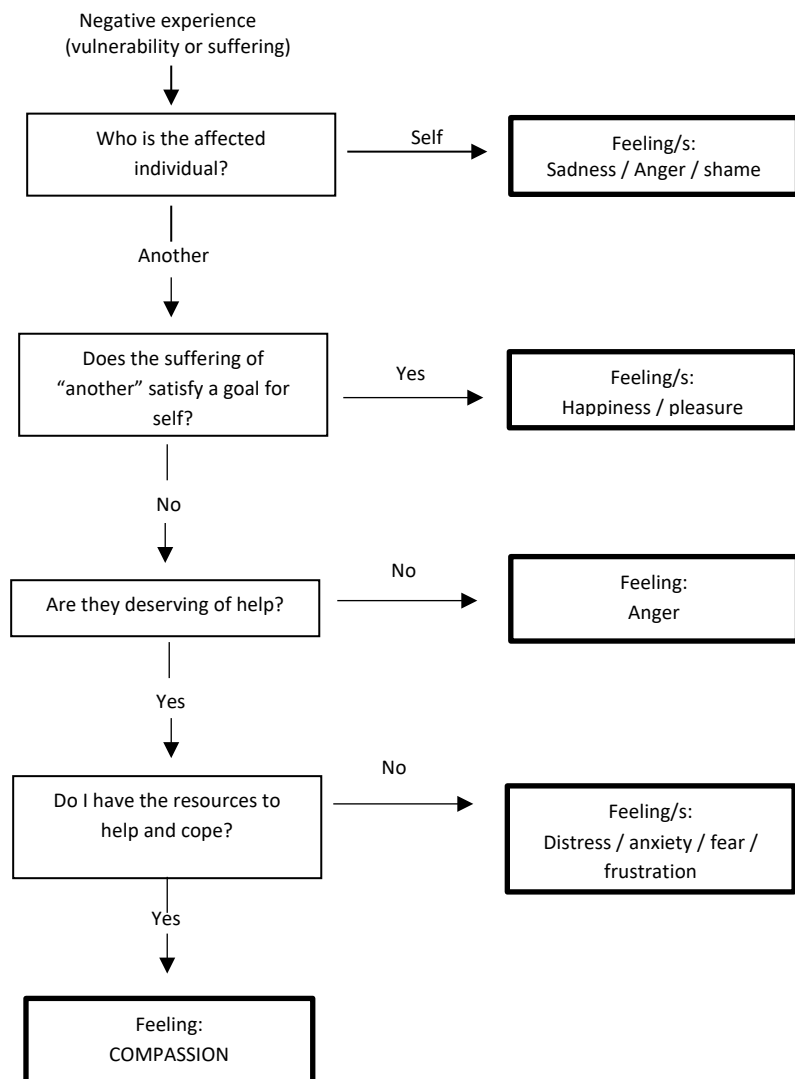 Negative experience
(vulnerability or suffering)
Who is the affected
individual?
Self
Feeling/s:
Sadness / Anger / shame
Another
Does the suffering of
“another” satisfy a goal for
self?
Yes
Feeling/s:
Happiness / pleasure
No
Are they deserving of help?
No
Feeling:
Anger
Yes
Do I have the resources to
help and cope?
No
Feeling/s:
Distress / anxiety / fear /
frustration
Yes
Feeling:
COMPASSION